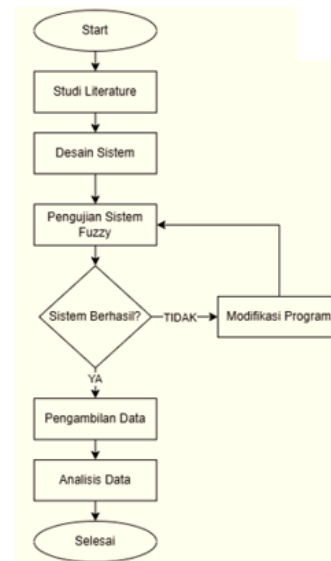 Start
Studi Literature
Desain Sistem
Pengujian Sistem
Fuzzy
Sistem Berhasil?
TIDAK
Modifikasi Program
YA
Pengambilan Data
Analisis Data
Selesai